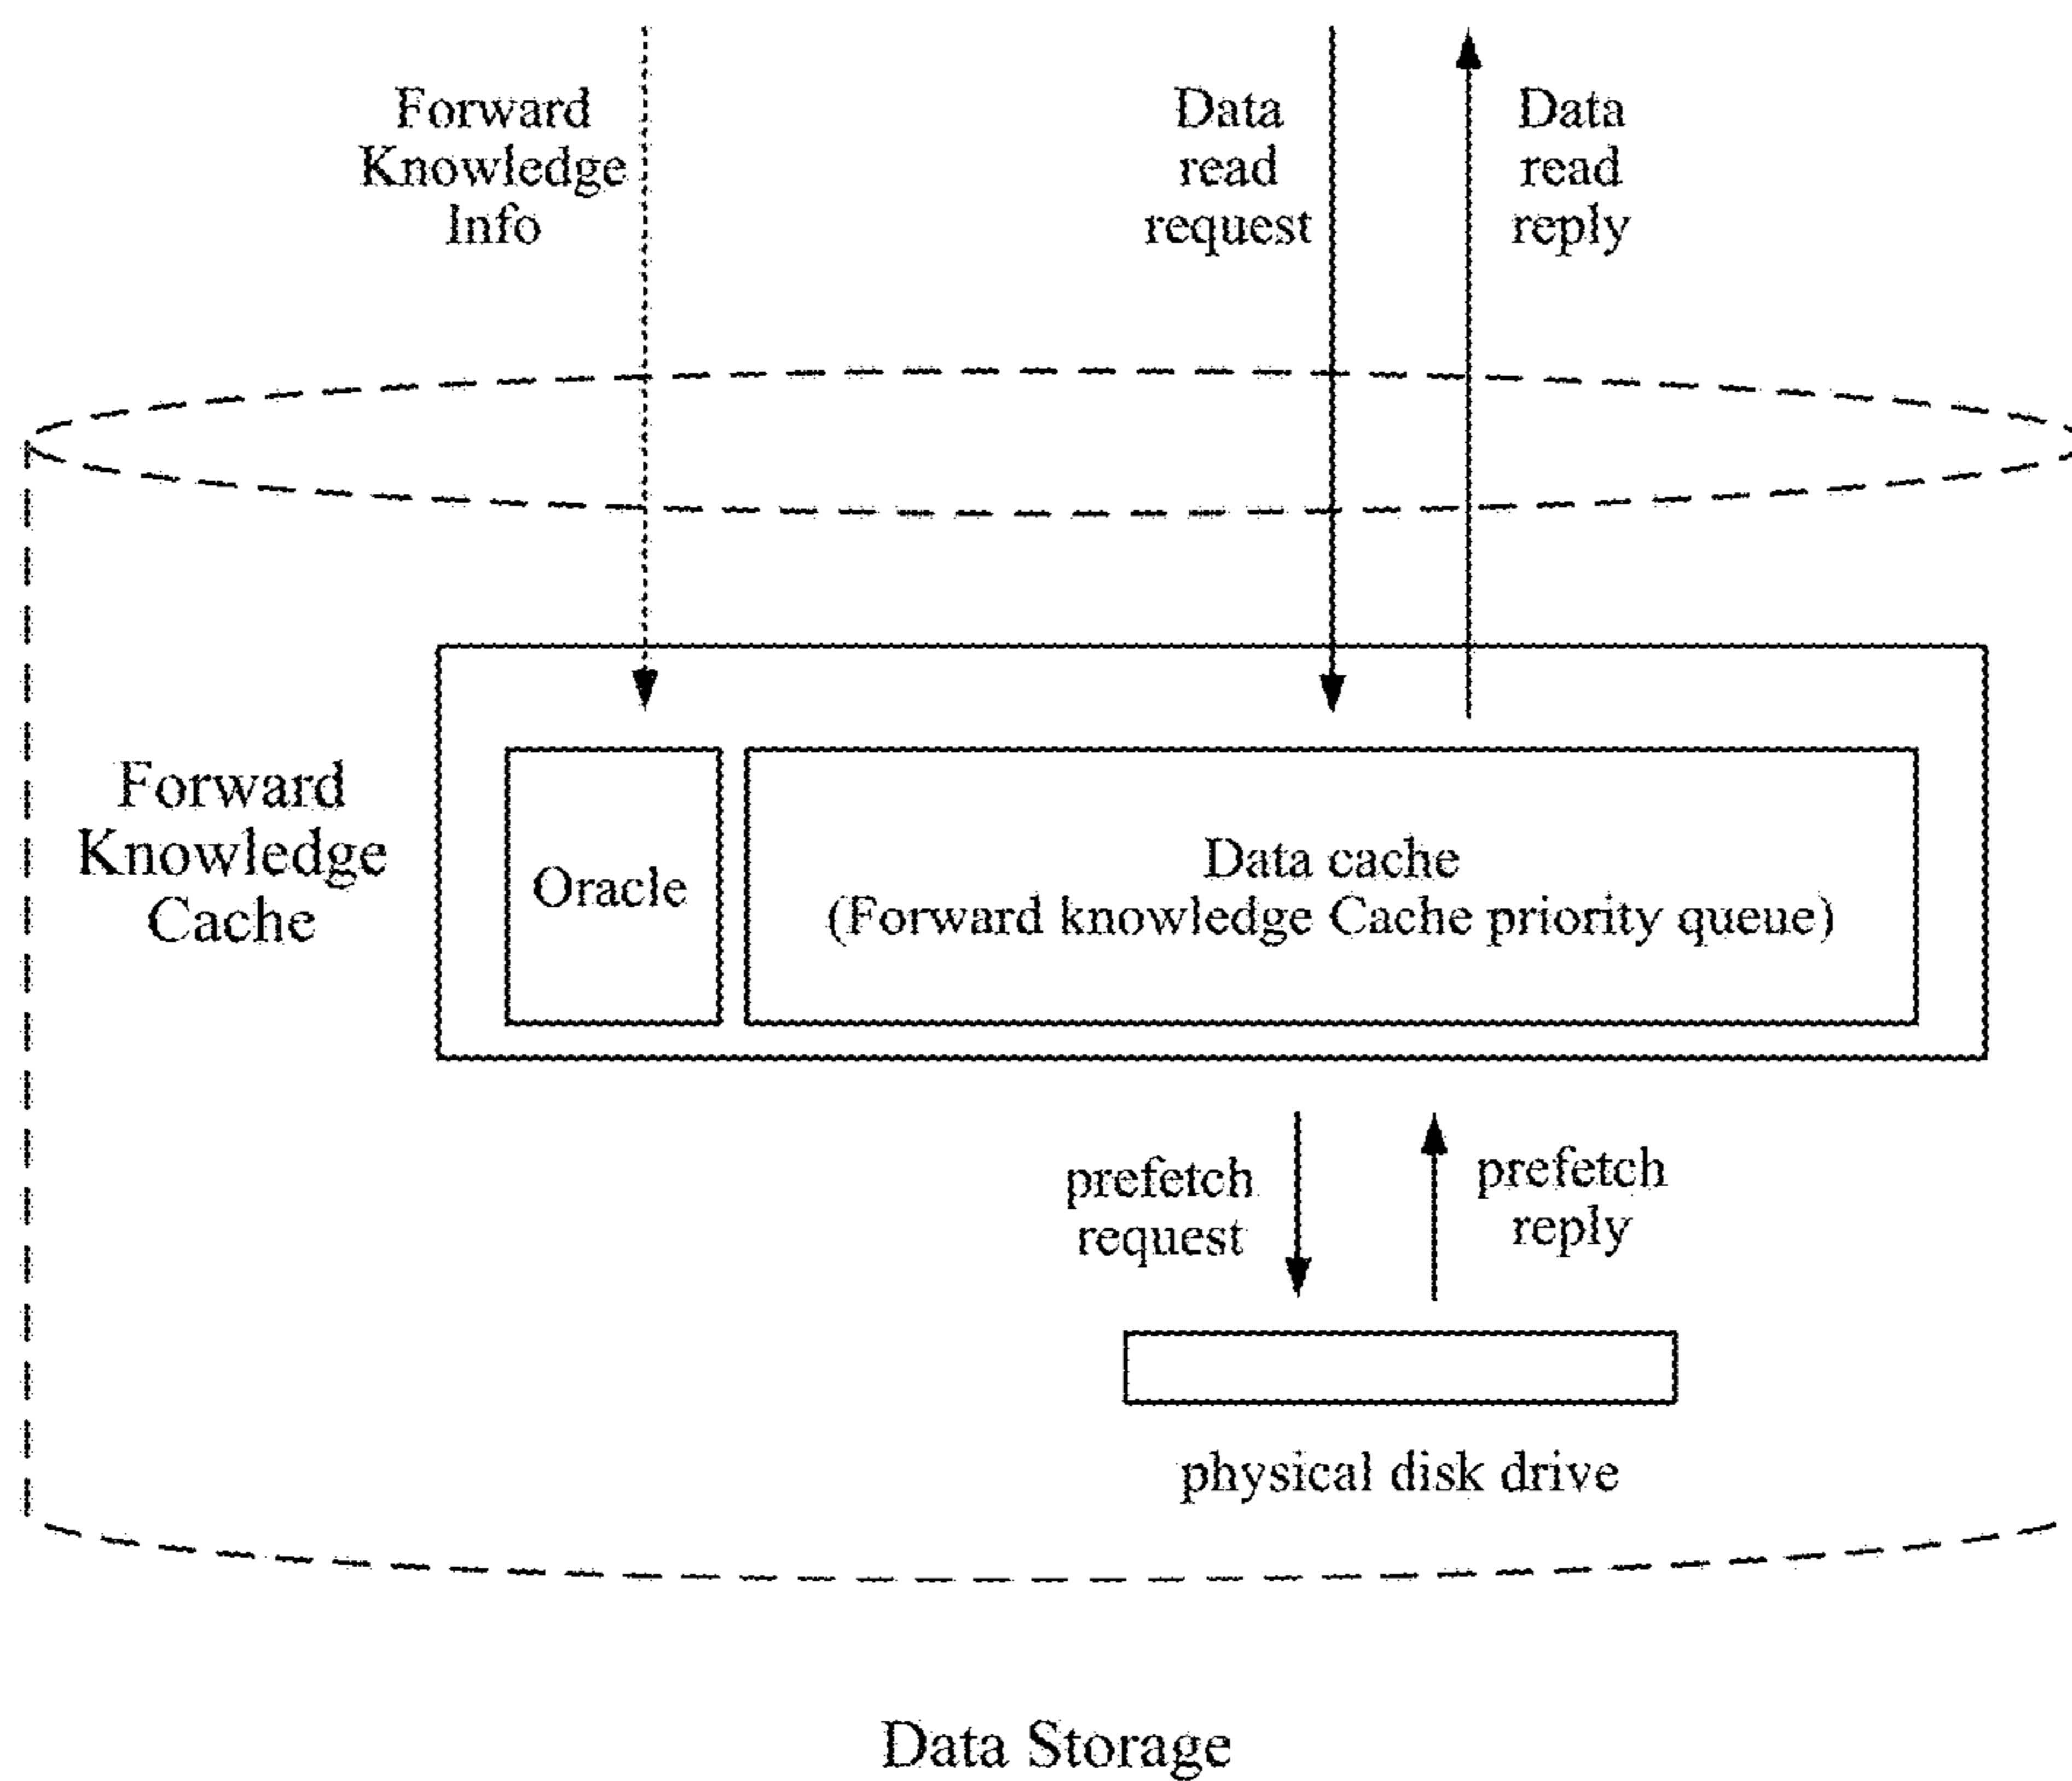 Forward
Knowledge
Info
Data
read
request
Data
read
reply
Forward
Knowledge
Cache
Oracle
Data cache
(Forward knowledge Cache priority queue)
prefetch
request
prefetch
reply
physical disk drive
Data Storage